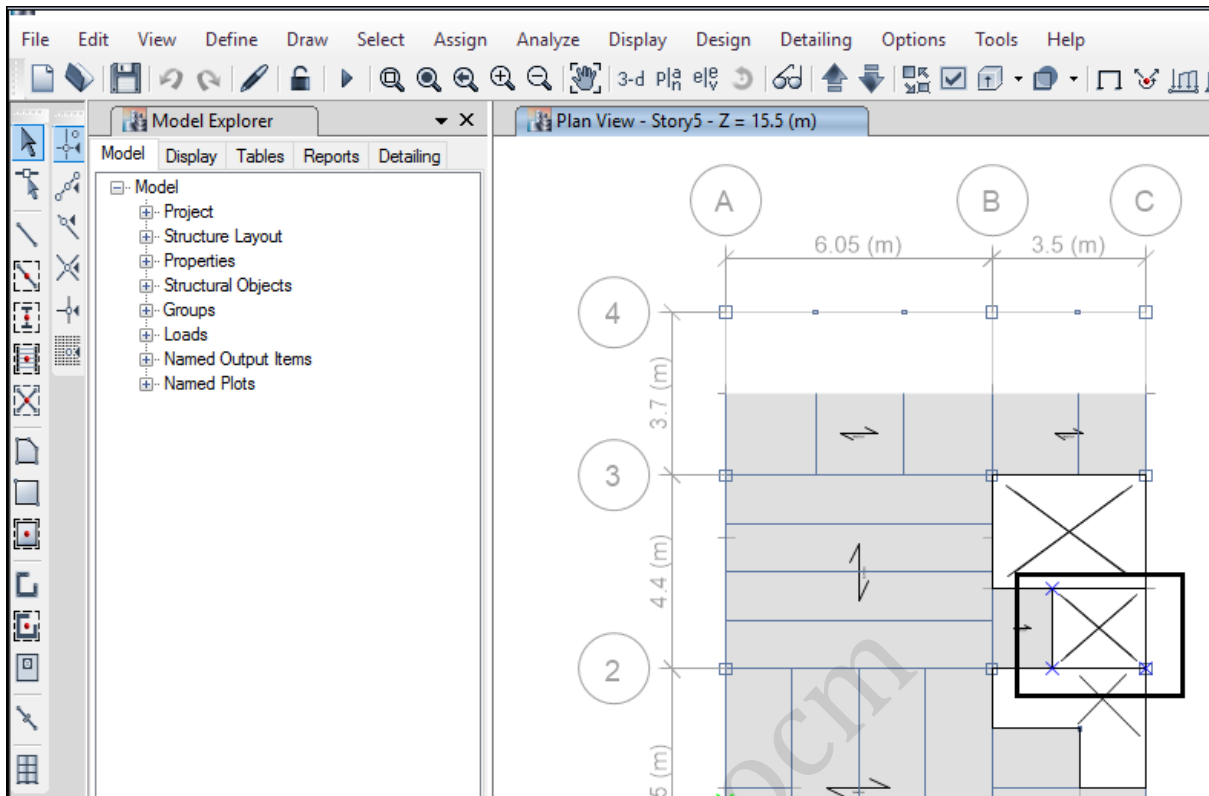 File Edit View Define Draw Select Assign Analyze Display Design Detailing Options Tools Help
3-d
Model Explorer
Plan View - Story5 - Z = 15.5 (m)
Model Display Tables Reports Detailing
Model
Project
Structure Layout
Properties
Structural Objects
Groups
Loads
Named Output Items
Named Plots
A B C
6.05 (m) 3.5 (m)
4
3.7 (m)
3
4.4 (m)
2
5 (m)